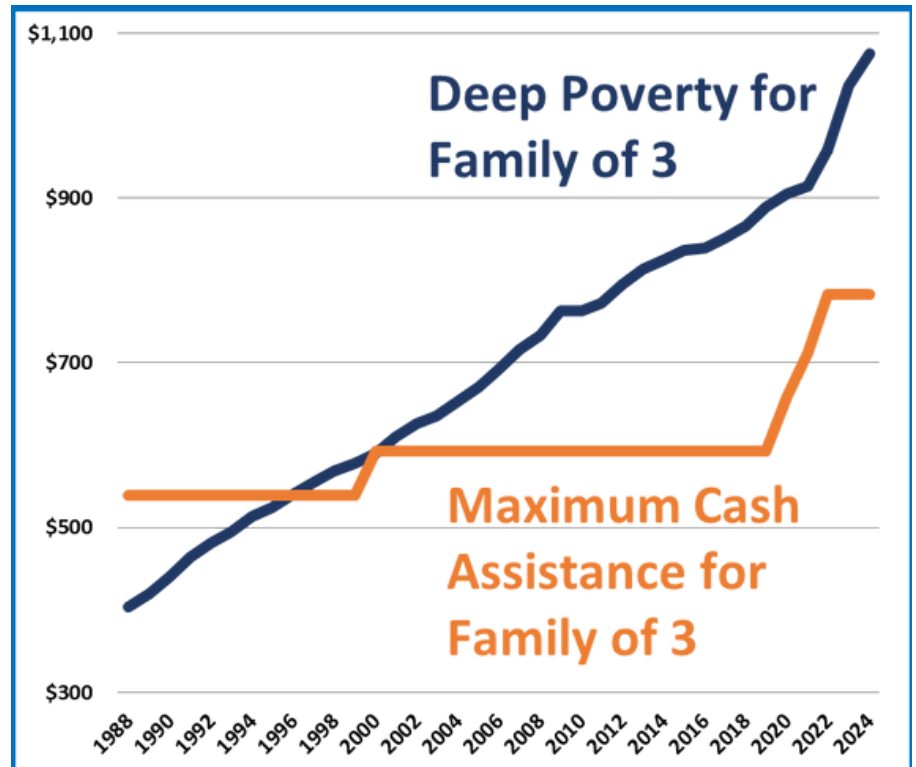 $1,100
Deep Poverty for
Family of 3
$900
$700
Maximum Cash
Assistance for
Family of 3
$500
$300
1988 1990 1992 1994 1996 1998 2000 2002 2004 2006 2008 2010 2012 2014 2016 2018 2020 2022 2024